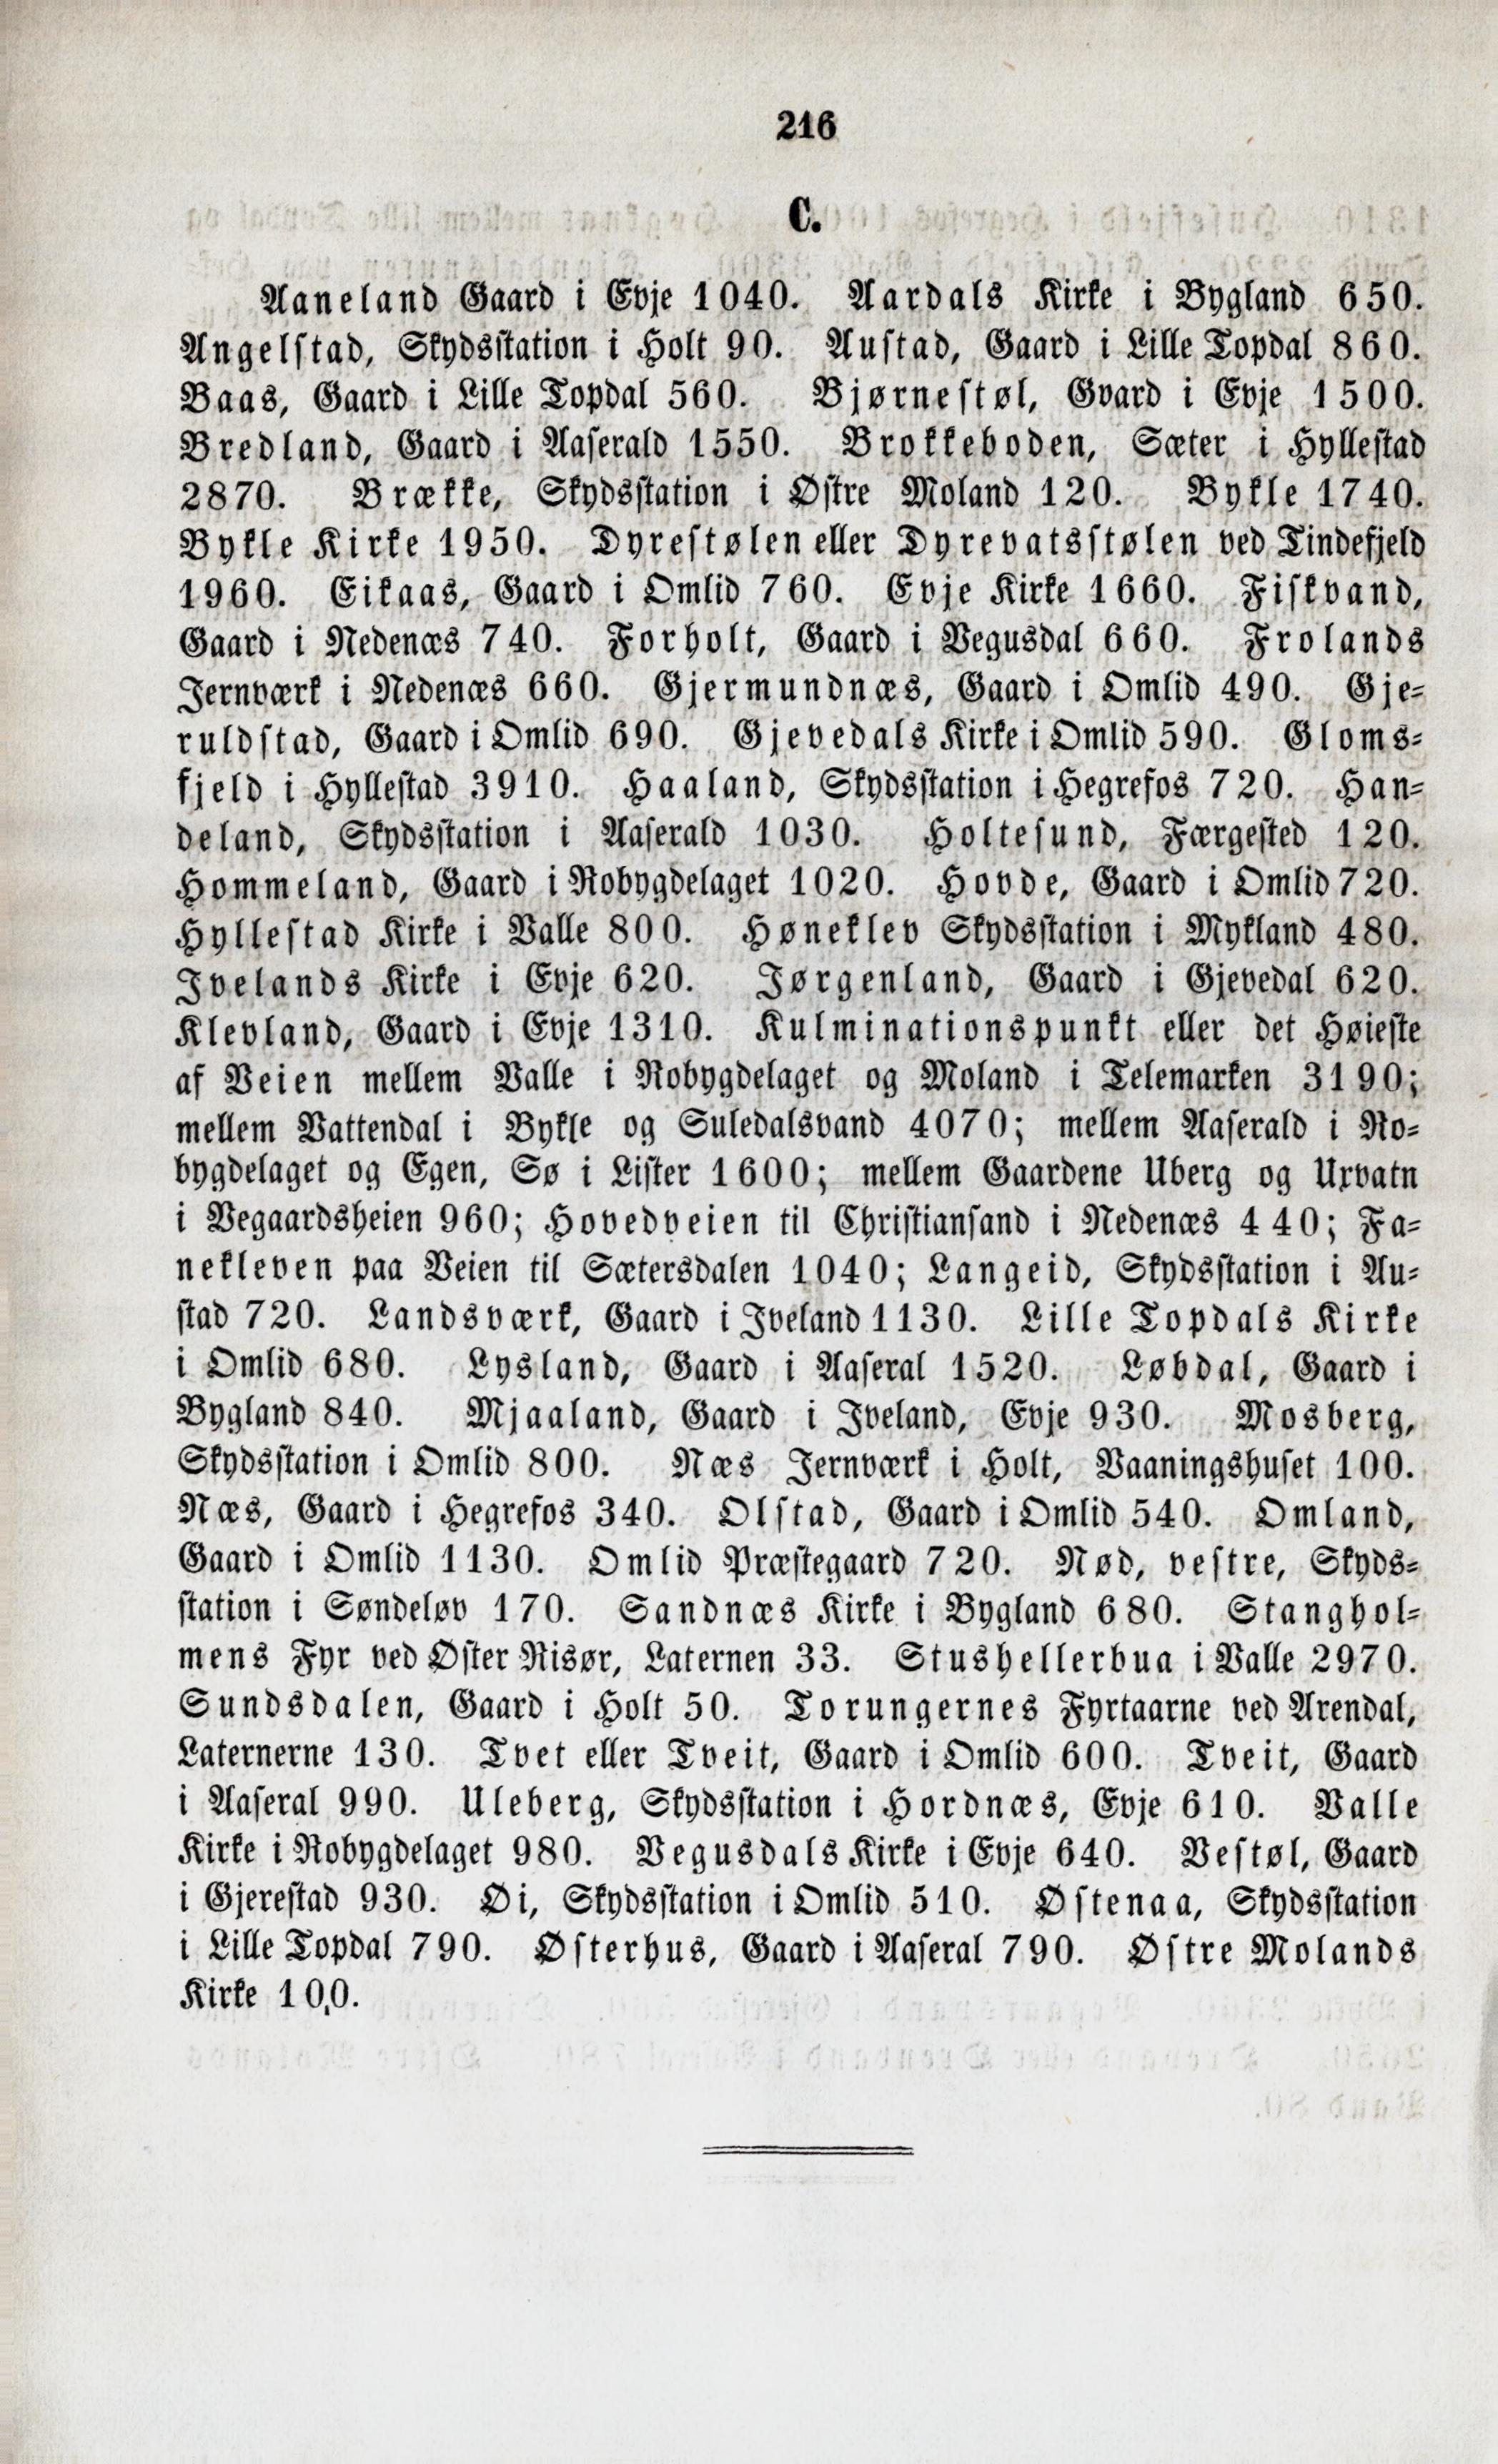 216
C.
Aaneland Gaard i Evje 1040. Aardals Kirke i Bygland 650.
Angelstad, Skydsstation i Holt 90. Austad, Gaard i Lille Topdal 860.
Baas, Gaard i Lille Topdal 560. Bjørnestøl, Gvard i Evje 1500.
Bredland, Gaard i Aaserald 1550. Brokkeboden, Sæter i Hyllestad
2870. Brække, Skydsstation i Østre Moland 120. Bykle 1740.
Bykle Kirke 1950. Dyrestølen eller Dyrevatsstølen ved Tindefjeld
1960. Eikaas, Gaard i Omlid 760. Evje Kirke 1660. Fiskvand,
Gaard i Nedenæs 740. Forholt, Gaard i Vegusdal 660. Frolands
Jernværk i Nedenæs 660. Gjermundnæs, Gaard i Omlid 490. Gje-
ruldstad, Gaard i Omlid 690. Gjevedals Kirke i Omlid 590. Gloms-
fjeld i Hyllestad 3910. Haaland, Skydsstation i Hegrefos 720. Han-
deland, Skydsstation i Aaserald 1030. Holtesund, Færgested 120.
Hommeland, Gaard i Robygdelaget 1020. Hovde, Gaard i Omlid 720.
Hyllestad Kirke i Valle 800. Høneklev Skydsstation i Mykland 480.
Ivelands Kirke i Evje 620. Jørgenland, Gaard i Gjevedal 620.
Klevland, Gaard i Evje 1310. Kulminationspunkt eller det Høieste
af Veien mellem Valle i Robygdelaget og Moland i Telemarken 3190;
mellem Vattendal i Bykle og Suledalsvand 4070; mellem Aaserald i Ro-
bygdelaget og Egen, Sø i Lister 1600; mellem Gaardene Uberg og Uxvatn
i Vegaardsheien 960; Hovedveien til Christiansand i Nedenæs 440; Fa-
nekleven paa Veien til Sætersdalen 1040; Langeid, Skydsstation i Au-
stad 720. Landsværk, Gaard i Iveland 1130. Lille Topdals Kirke
i Omlid 680. Lysland, Gaard i Aaseral 1520. Løbdal, Gaard i
Bygland 840. Mjaaland, Gaard i Iveland, Evje 930. Mosberg,
Skydsstation i Omlid 800. Næs Jernværk i Holt, Vaaningshuset 100.
Næs, Gaard i Hegrefos 340. Olstad, Gaard i Omlid 540. Omland,
Gaard i Omlid 1130. Omlid Præstegaard 720. Rød, vestre, Skyds-
station i Søndeløv 170. Sandnæs Kirke i Bygland 680. Stanghol-
mens Fyr ved Øster Risør, Laternen 33. Stushellerbua i Valle 2970.
Sundsdalen, Gaard i Holt 50. Torungernes Fyrtaarne ved Arendal,
Laternerne 130. Tvet eller Tveit, Gaard i Omlid 600. Tveit, Gaard
i Aaseral 990. Uleberg, Skydsstation i Hordnæs, Evje 610. Valle
Kirke i Robygdelaget 980. Vegusdals Kirke i Evje 640. Vestøl, Gaard
i Gjerestad 930. Øi, Skydsstation i Omlid 510. Østenaa, Skydsstation
i Lille Topdal 790. Østerhus, Gaard i Aaseral 790. Østre Molands
Kirke 100.